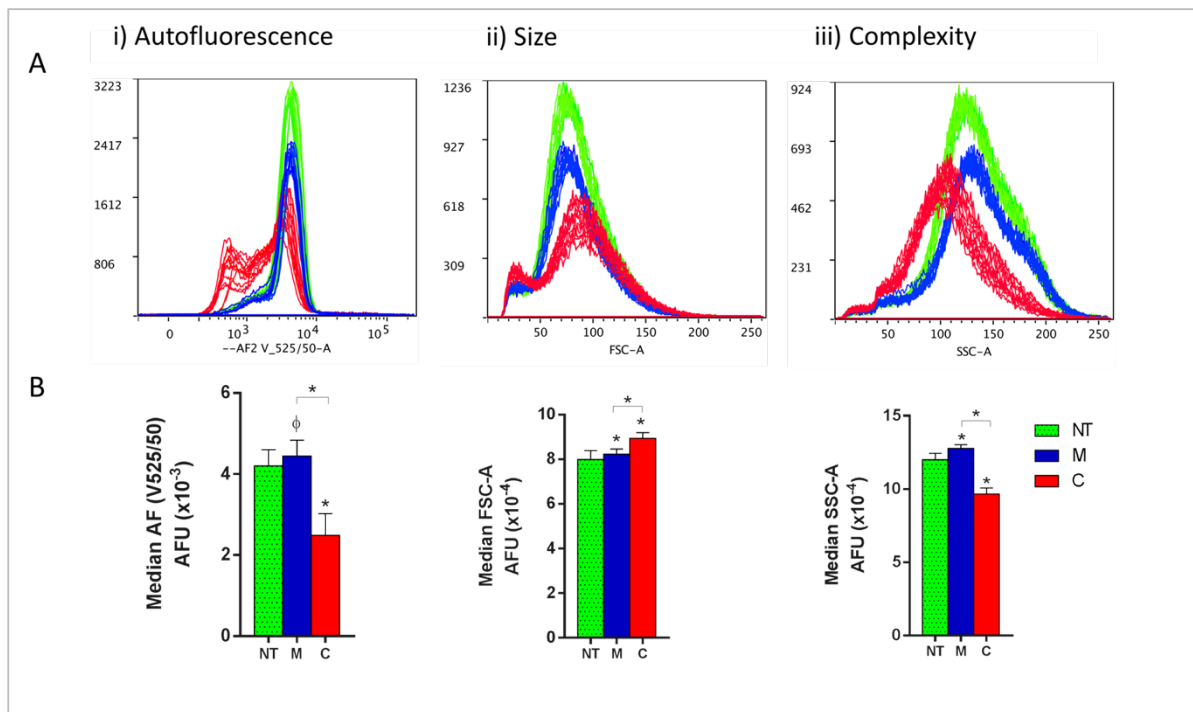 i) Autofluorescence
ii) Size
iii) Complexity
A
3223
2417
1612
806
0
10³
10⁴
10⁵
--AF2 V_525/50-A
1236
927
618
309
50
100
150
200
250
FSC-A
924
693
462
231
50
100
150
200
250
SSC-A
B
Median AF (V525/50)
AFU (x10⁻³)
6
4
2
0
ϕ
*
*
NT
M
C
Median FSC-A
AFU (x10⁻⁴)
10
8
6
4
2
0
*
*
*
NT
M
C
Median SSC-A
AFU (x10⁻⁴)
15
10
5
0
*
*
*
NT
M
C
NT
M
C